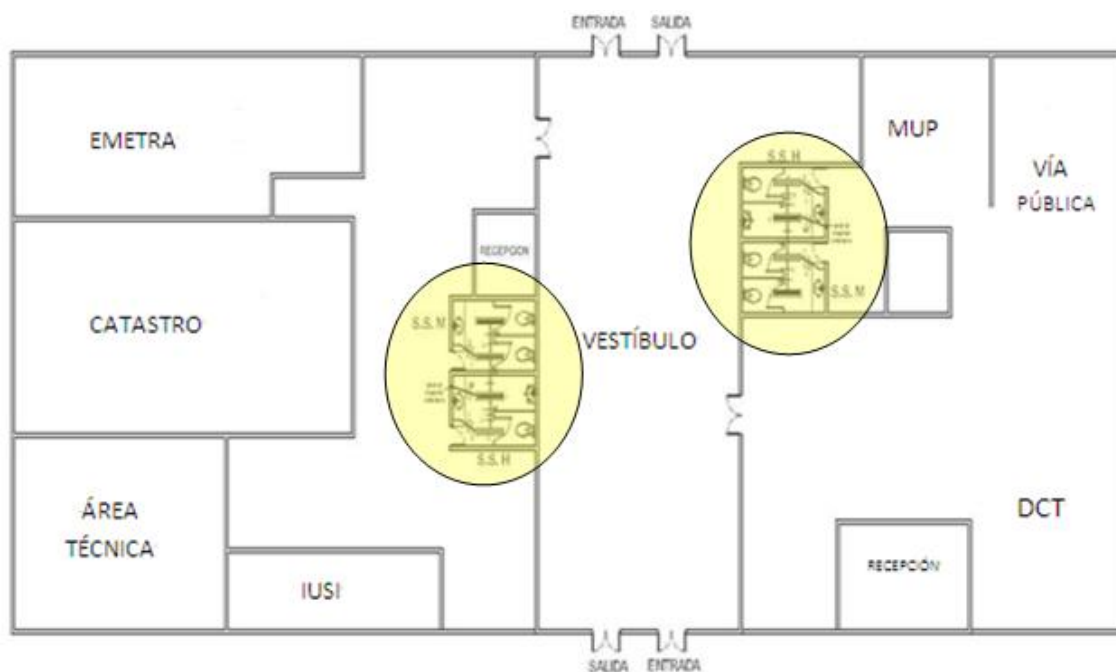 ENTRADA
SALIDA
EMETRA
MUP
S.S. H
VÍA
PÚBLICA
RECEPCION
S.S. M
CATASTRO
S.S. M
VESTÍBULO
S.S. H
ÁREA
TÉCNICA
DCT
RECEPCIÓN
IUSI
SALIDA
ENTRADA